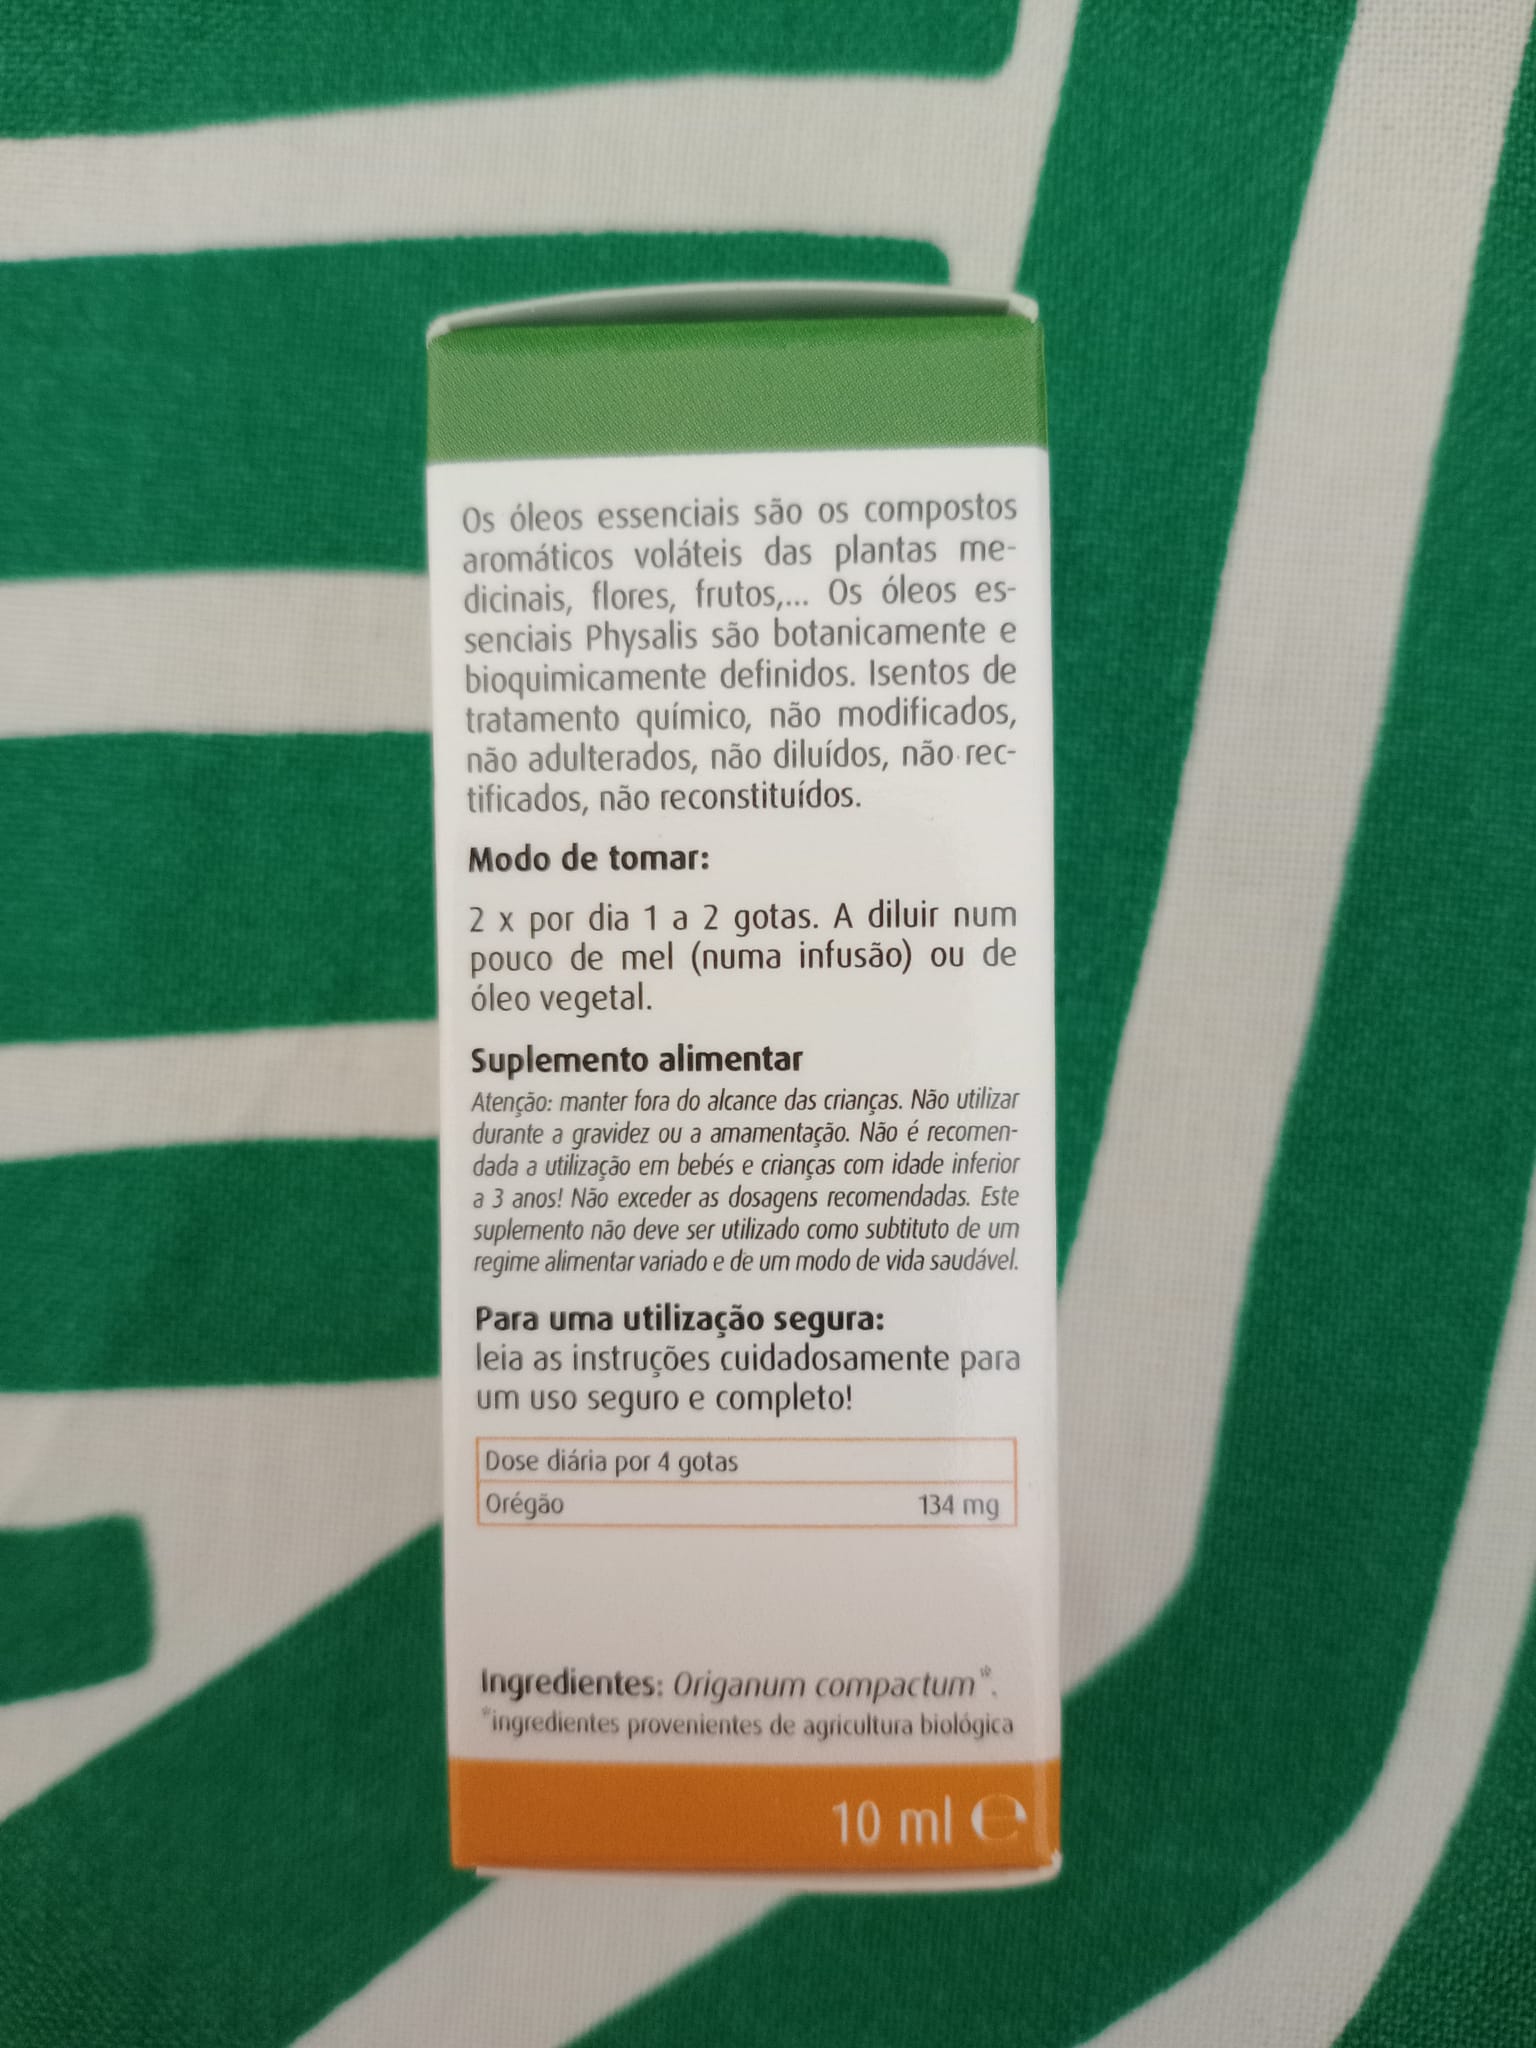 Os óleos essenciais são os compostos
aromáticos voláteis das plantas me-
dicinais, flores, frutos,... Os óleos es-
senciais Physalis são botanicamente e
bioquimicamente definidos. Isentos de
tratamento químico, não modificados,
não adulterados, não diluídos, não rec-
tificados, não reconstituídos.
Modo de tomar:
2 x por dia 1 a 2 gotas. A diluir num
pouco de mel (numa infusão) ou de
óleo vegetal.
Suplemento alimentar
Atenção: manter fora do alcance das crianças. Não utilizar
durante a gravidez ou a amamentação. Não é recomen-
dada a utilização em bebés e crianças com idade inferior
a 3 anos! Não exceder as dosagens recomendadas. Este
suplemento não deve ser utilizado como subtituto de um
regime alimentar variado e de um modo de vida saudável.
Para uma utilização segura:
leia as instruções cuidadosamente para
um uso seguro e completo!
Dose diária por 4 gotas
Orégão 134 mg
Ingredientes: Origanum compactum*.
*ingredientes provenientes de agricultura biológica
10 ml ℮